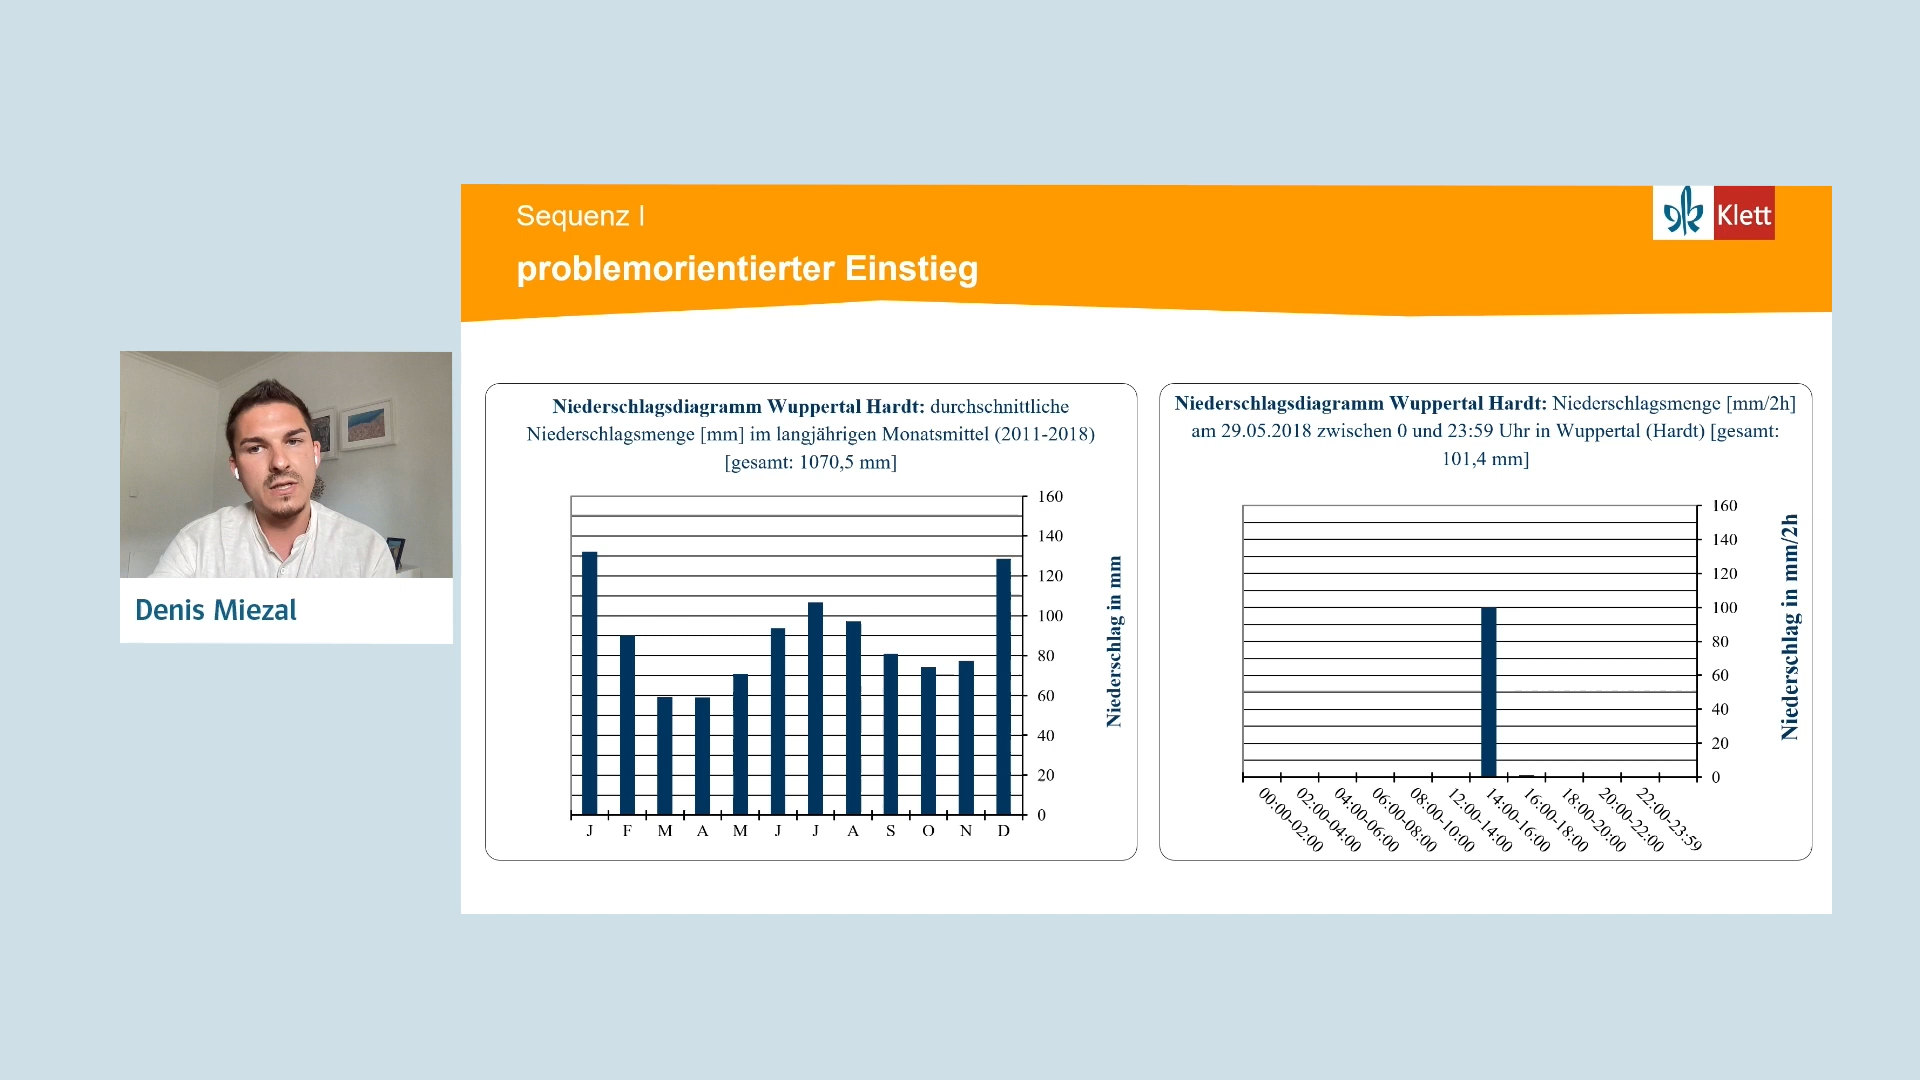 Sequenz I
problemorientierter Einstieg
Klett
Denis Miezal
Niederschlagsdiagramm Wuppertal Hardt: durchschnittliche
Niederschlagsmenge [mm] im langjährigen Monatsmittel (2011-2018)
[gesamt: 1070,5 mm]
160
140
120
100
80
60
40
20
0
Niederschlag in mm
J F M A M J J A S O N D
Niederschlagsdiagramm Wuppertal Hardt: Niederschlagsmenge [mm/2h]
am 29.05.2018 zwischen 0 und 23:59 Uhr in Wuppertal (Hardt) [gesamt:
101,4 mm]
160
140
120
100
80
60
40
20
0
Niederschlag in mm/2h
00:00-02:00
02:00-04:00
04:00-06:00
06:00-08:00
08:00-10:00
12:00-14:00
14:00-16:00
16:00-18:00
18:00-20:00
20:00-22:00
22:00-23:59